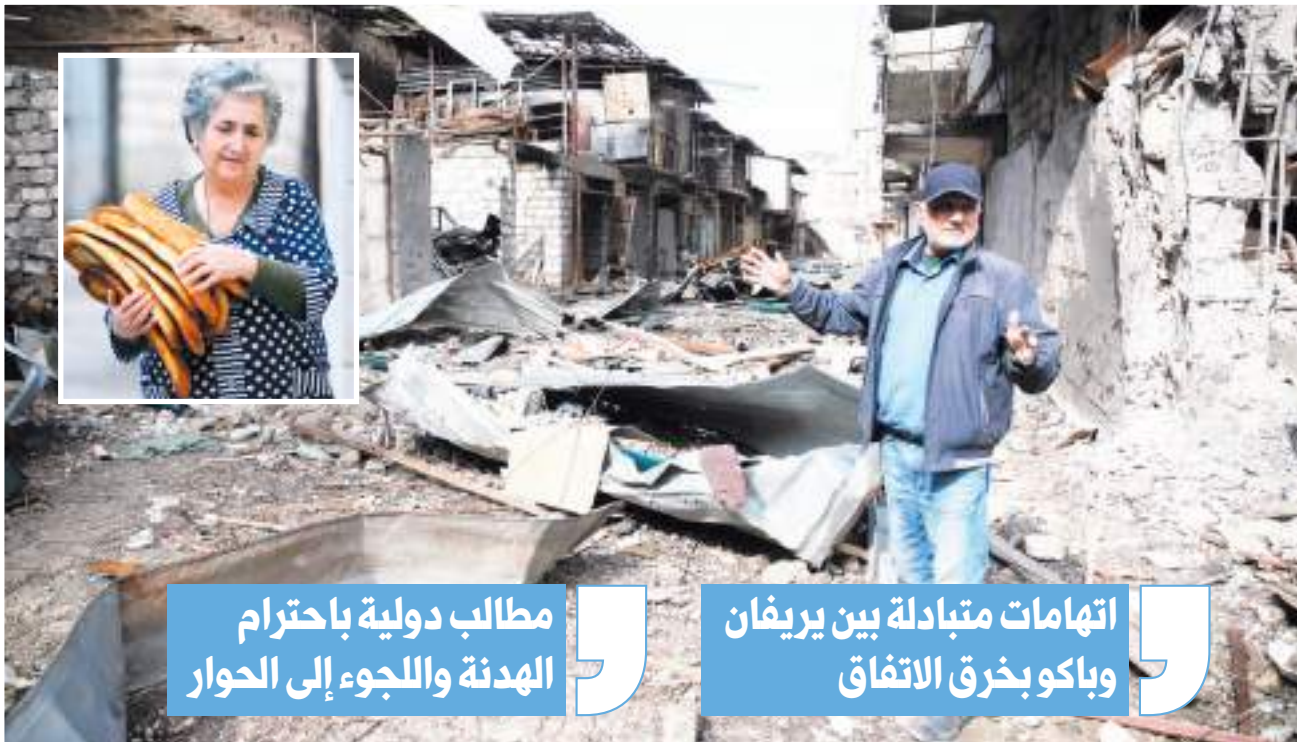 اتهامات متبادلة بين يريفان
وباكو بخرق الاتفاق
مطالب دولية باحترام
الهدنة واللجوء إلى الحوار